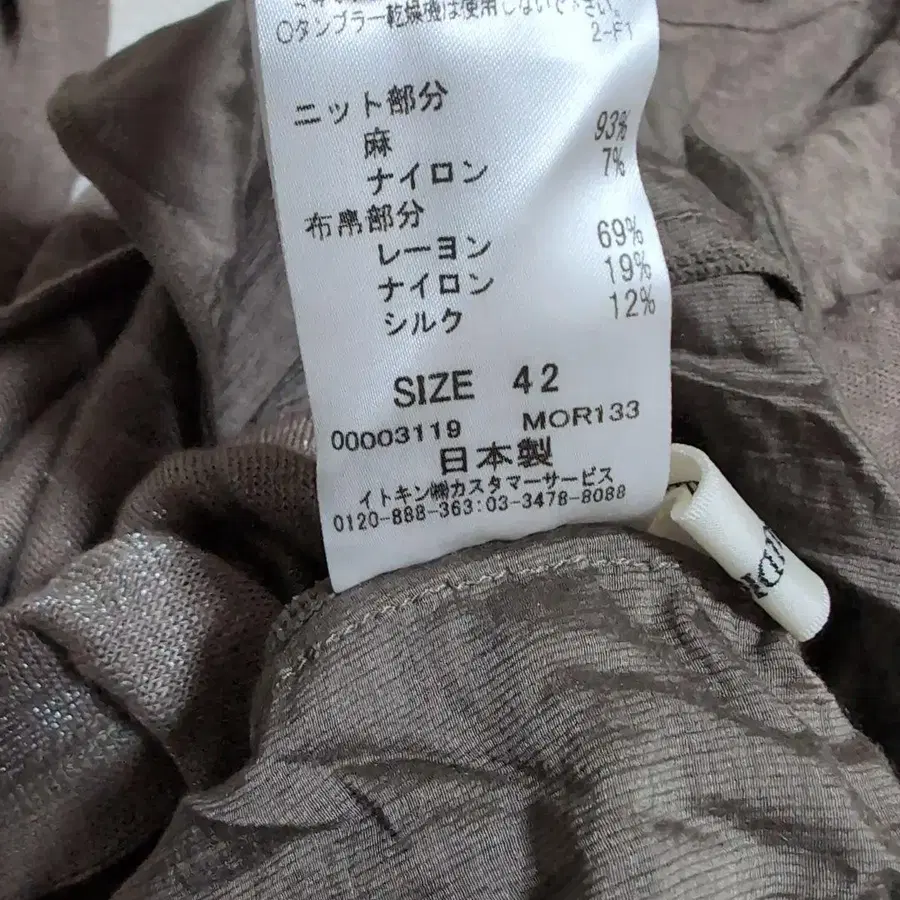 ○タンブラー乾燥機は使用しないで下さい。
2-F1
ニット部分
麻 93%
ナイロン 7%
布帛部分
レーヨン 69%
ナイロン 19%
シルク 12%
SIZE 42
00003119 MOR133
日本製
イトキン㈱カスタマーサービス
0120-888-363:03-3478-8088